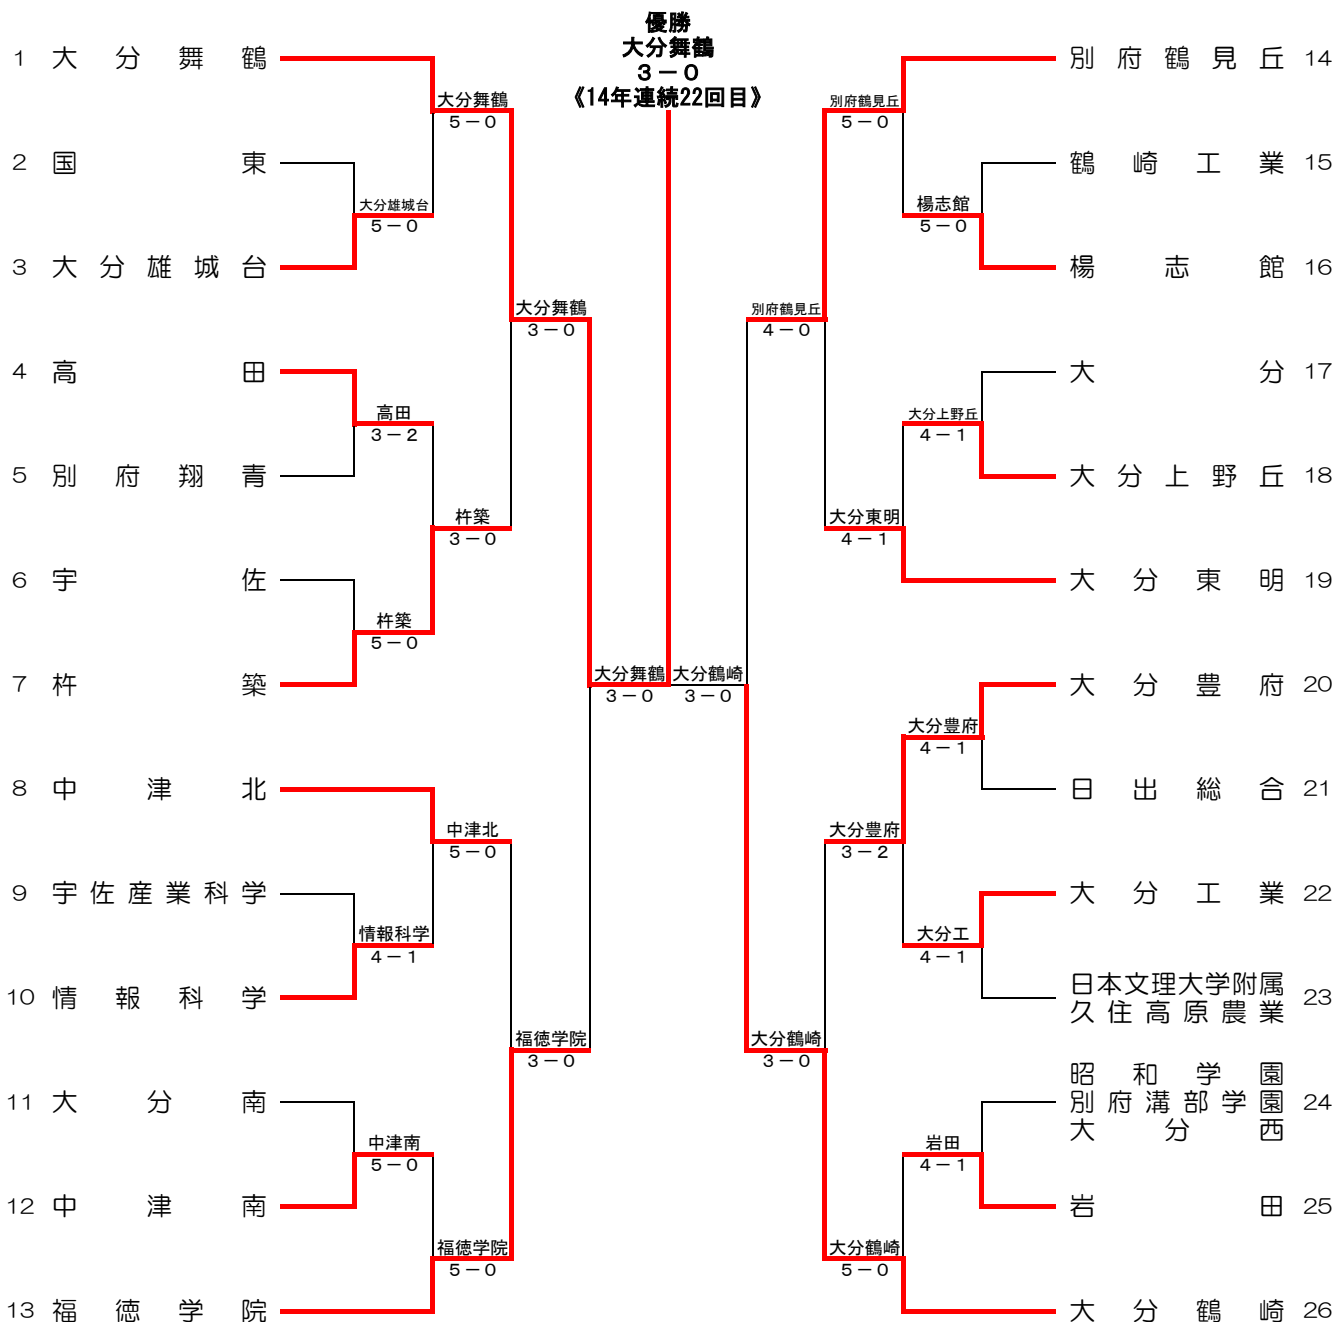 優勝
大分舞鶴
３－０
《14年連続22回目》
1 大分舞鶴
2 国東
3 大分雄城台
4 高田
5 別府翔青
6 宇佐
7 杵築
8 中津北
9 宇佐産業科学
10 情報科学
11 大分南
12 中津南
13 福徳学院
大分舞鶴
５－０
大分雄城台
５－０
大分舞鶴
３－０
高田
３－２
杵築
３－０
杵築
５－０
大分舞鶴
３－０
中津北
５－０
情報科学
４－１
福徳学院
３－０
中津南
５－０
福徳学院
５－０
大分鶴崎
３－０
別府鶴見丘
５－０
楊志館
５－０
別府鶴見丘
４－０
大分上野丘
４－１
大分東明
４－１
大分豊府
４－１
大分豊府
３－２
大分工
４－１
大分鶴崎
３－０
岩田
４－１
大分鶴崎
５－０
別府鶴見丘 14
鶴崎工業 15
楊志館 16
大分 17
大分上野丘 18
大分東明 19
大分豊府 20
日出総合 21
大分工業 22
日本文理大学附属
久住高原農業 23
昭和学園
別府溝部学園 24
大分西
岩田 25
大分鶴崎 26